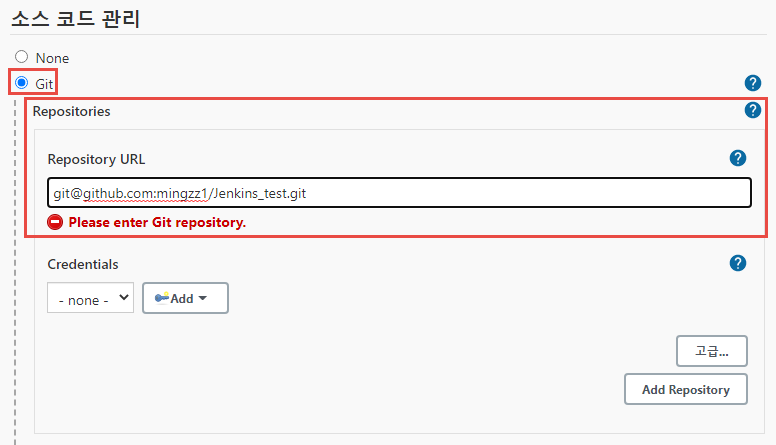 소스 코드 관리
None
Git
Repositories
Repository URL
git@github.com:mingzz1/Jenkins_test.git
Please enter Git repository.
Credentials
- none -
Add
고급...
Add Repository